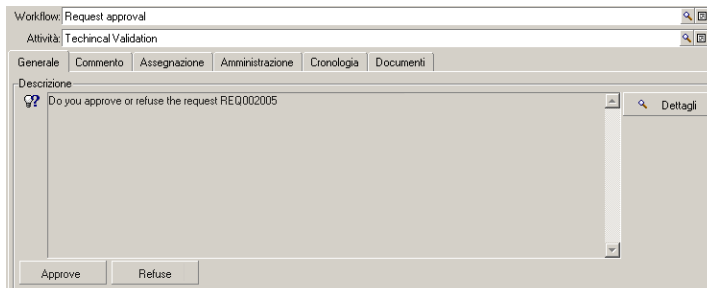 Workflow: Request approval
Attività: Techincal Validation
Generale Commento Assegnazione Amministrazione Cronologia Documenti
Descrizione
Do you approve or refuse the request REQ002005
Dettagli
Approve Refuse